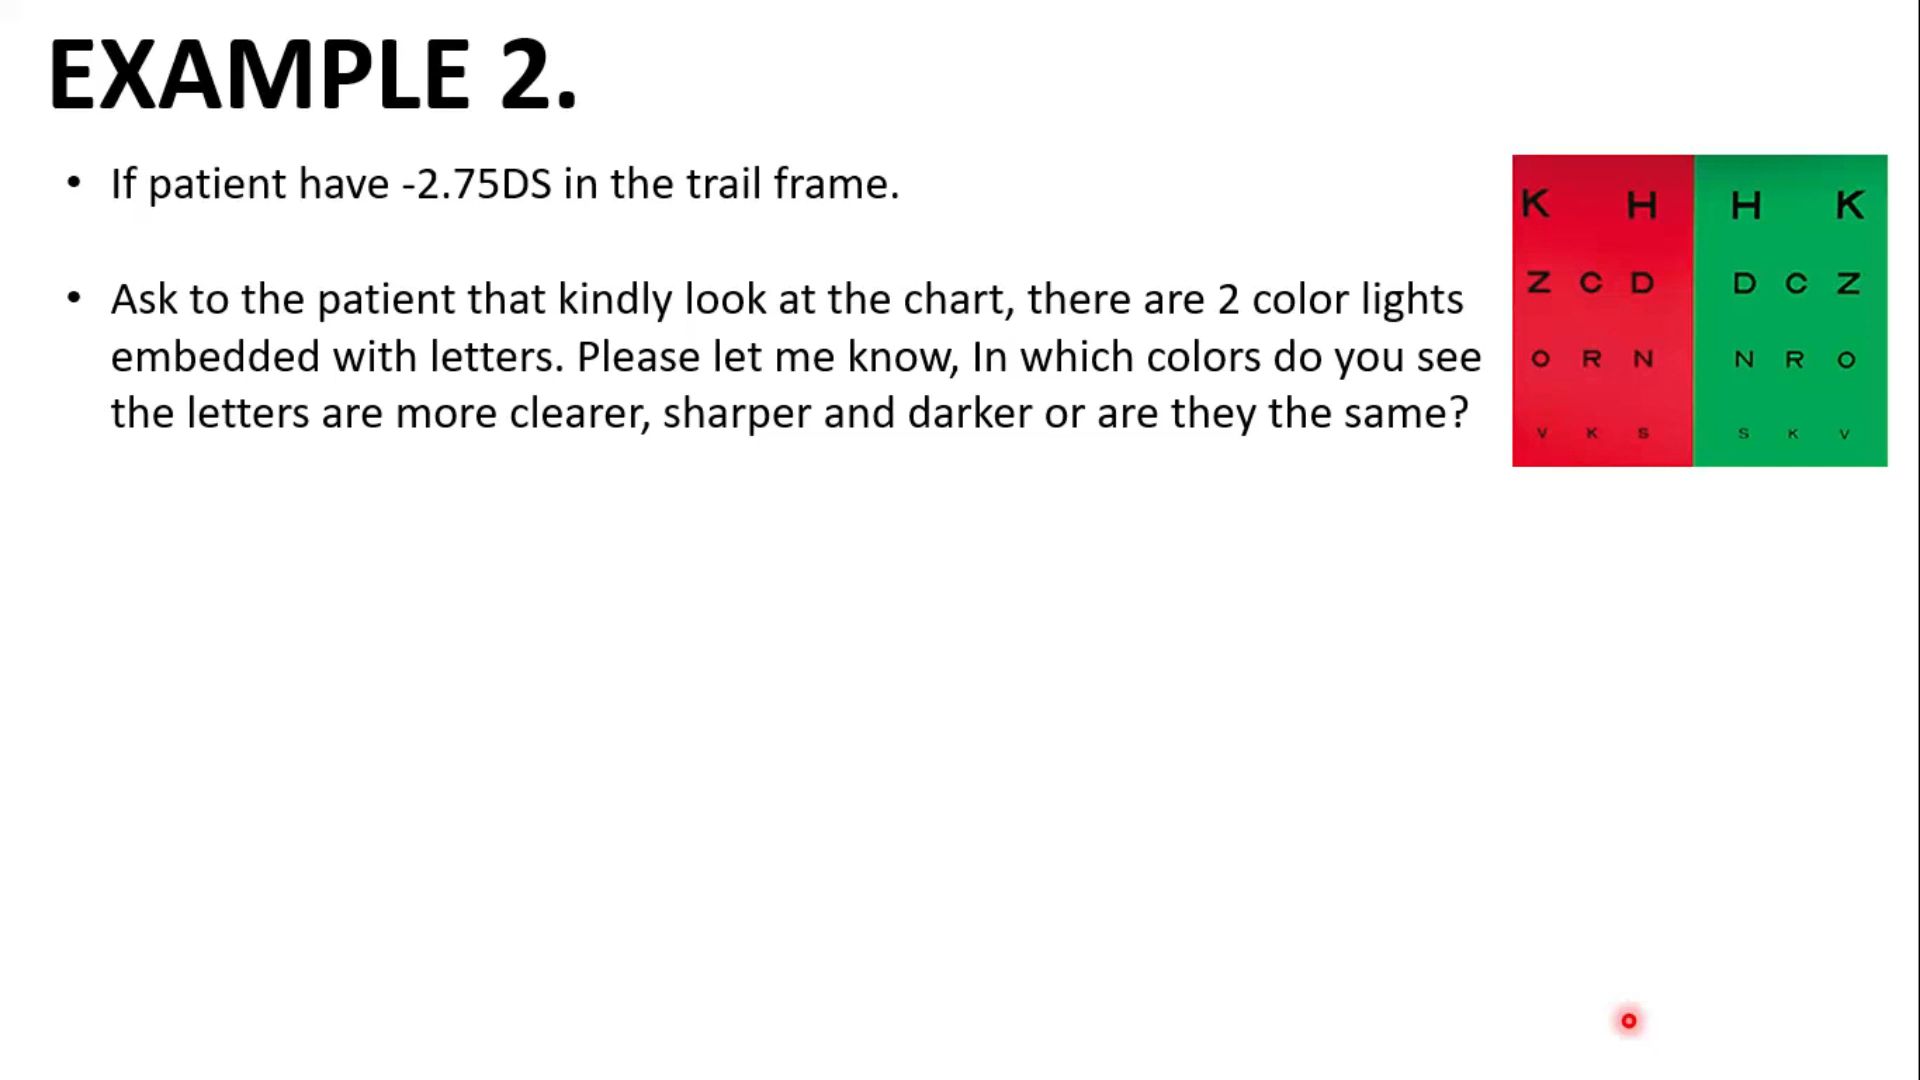 EXAMPLE 2.
• If patient have -2.75DS in the trail frame.
• Ask to the patient that kindly look at the chart, there are 2 color lights
embedded with letters. Please let me know, In which colors do you see
the letters are more clearer, sharper and darker or are they the same?
K H H K
Z C D D C Z
O R N N R O
V K S S K V